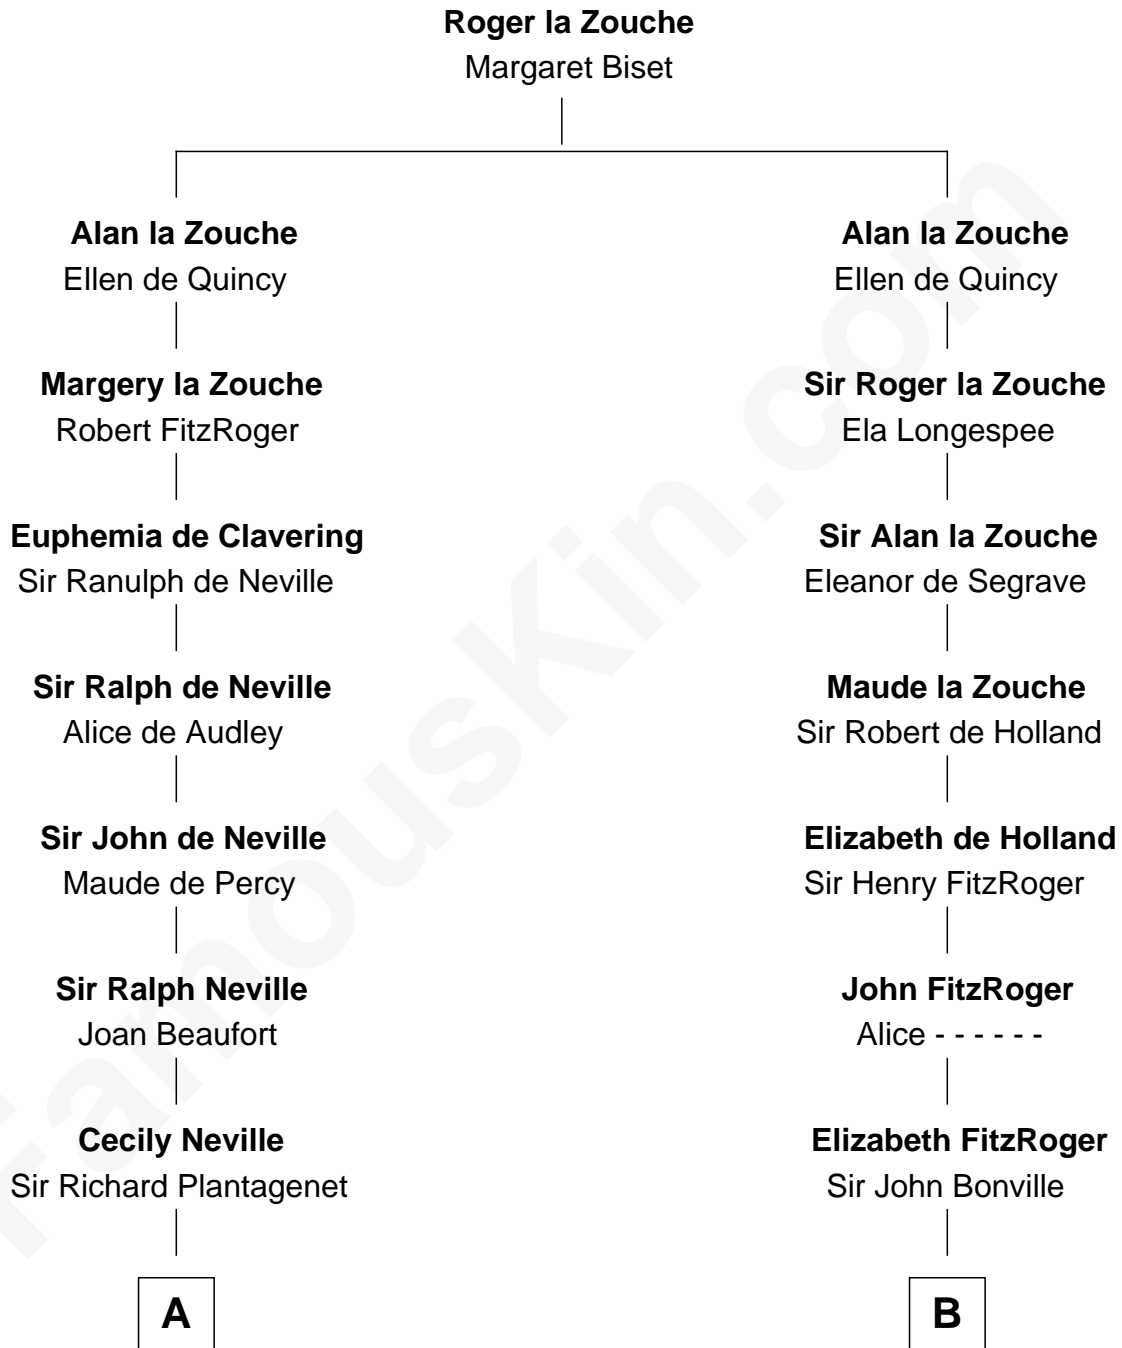 Roger la Zouche
Margaret Biset
Alan la Zouche
Ellen de Quincy
Margery la Zouche
Robert FitzRoger
Euphemia de Clavering
Sir Ranulph de Neville
Sir Ralph de Neville
Alice de Audley
Sir John de Neville
Maude de Percy
Sir Ralph Neville
Joan Beaufort
Cecily Neville
Sir Richard Plantagenet
A
Alan la Zouche
Ellen de Quincy
Sir Roger la Zouche
Ela Longespee
Sir Alan la Zouche
Eleanor de Segrave
Maude la Zouche
Sir Robert de Holland
Elizabeth de Holland
Sir Henry FitzRoger
John FitzRoger
Alice - - - - - -
Elizabeth FitzRoger
Sir John Bonville
B
FamousKin.com